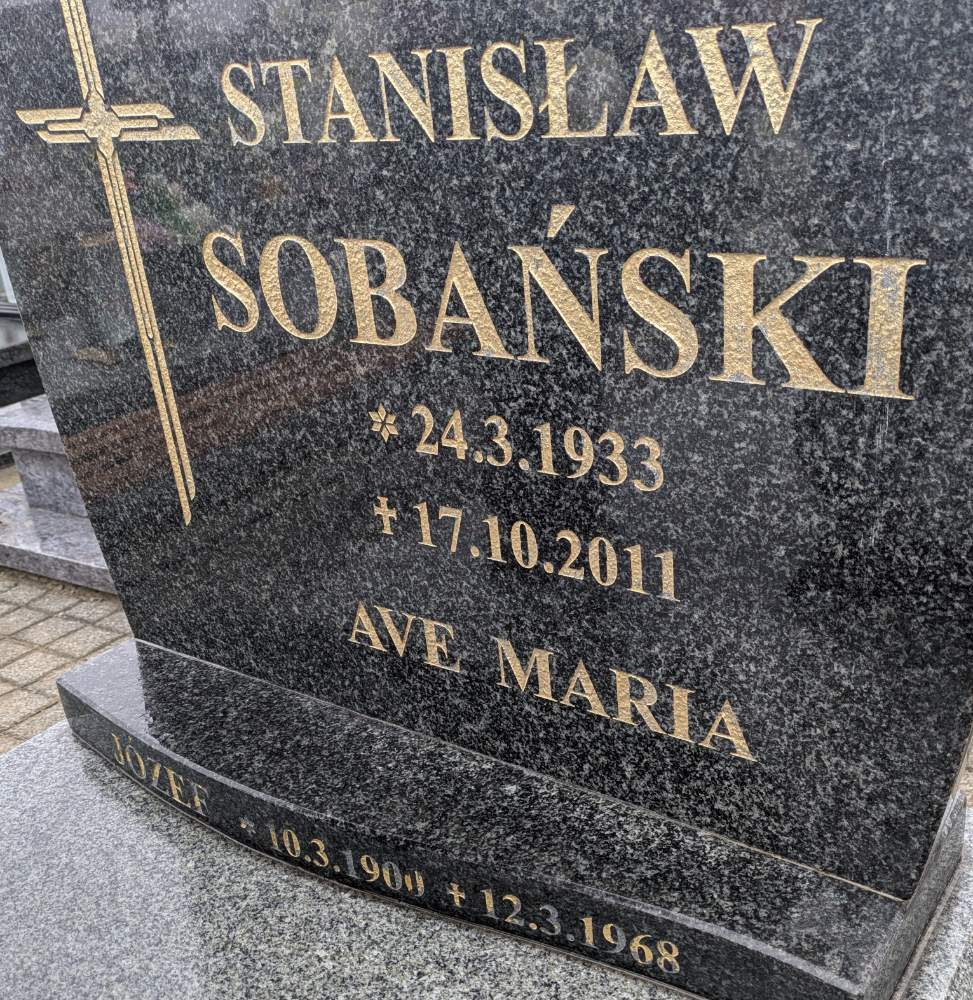 STANISŁAW
SOBAŃSKI
* 24.3.1933
✝ 17.10.2011
AVE MARIA
JÓZEF * 10.3.1900 ✝ 12.3.1968